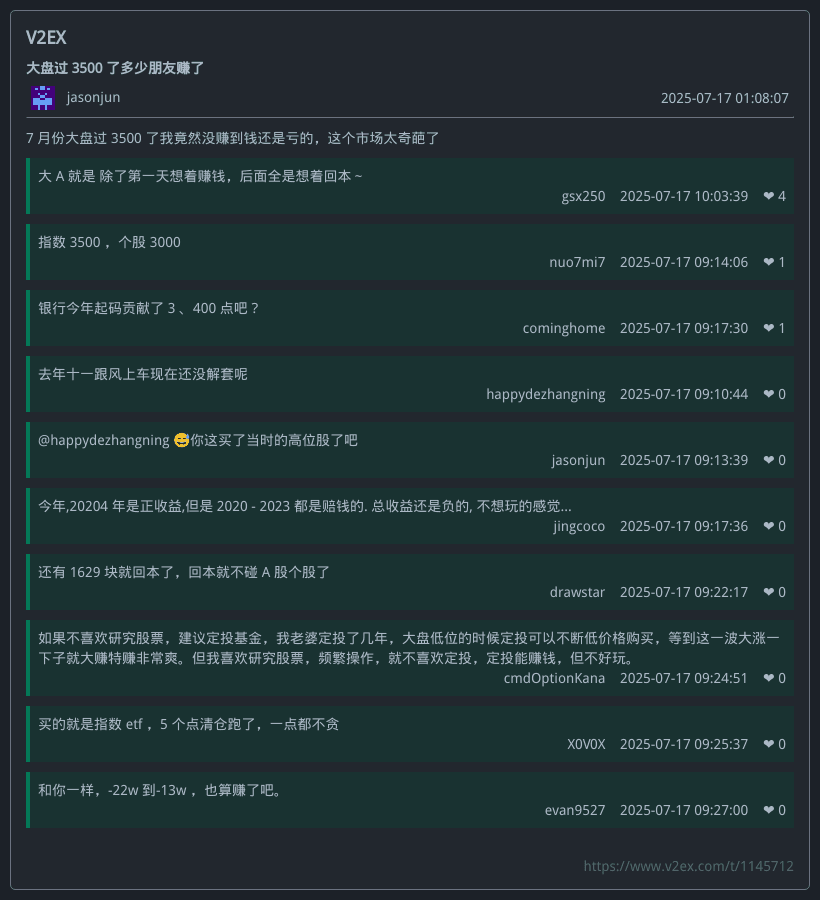 V2EX
大盘过 3500 了多少朋友赚了
jasonjun 2025-07-17 01:08:07
7 月份大盘过 3500 了我竟然没赚到钱还是亏的，这个市场太奇葩了
大 A 就是 除了第一天想着赚钱，后面全是想着回本 ~
gsx250 2025-07-17 10:03:39 ❤ 4
指数 3500 ，个股 3000
nuo7mi7 2025-07-17 09:14:06 ❤ 1
银行今年起码贡献了 3 、400 点吧？
cominghome 2025-07-17 09:17:30 ❤ 1
去年十一跟风上车现在还没解套呢
happydezhangning 2025-07-17 09:10:44 ❤ 0
@happydezhangning 😅你这买了当时的高位股了吧
jasonjun 2025-07-17 09:13:39 ❤ 0
今年,20204 年是正收益,但是 2020 - 2023 都是赔钱的. 总收益还是负的, 不想玩的感觉...
jingcoco 2025-07-17 09:17:36 ❤ 0
还有 1629 块就回本了，回本就不碰 A 股个股了
drawstar 2025-07-17 09:22:17 ❤ 0
如果不喜欢研究股票，建议定投基金，我老婆定投了几年，大盘低位的时候定投可以不断低价格购买，等到这一波大涨一
下子就大赚特赚非常爽。但我喜欢研究股票，频繁操作，就不喜欢定投，定投能赚钱，但不好玩。
cmdOptionKana 2025-07-17 09:24:51 ❤ 0
买的就是指数 etf ，5 个点清仓跑了，一点都不贪
X0V0X 2025-07-17 09:25:37 ❤ 0
和你一样，-22w 到-13w ，也算赚了吧。
evan9527 2025-07-17 09:27:00 ❤ 0
https://www.v2ex.com/t/1145712